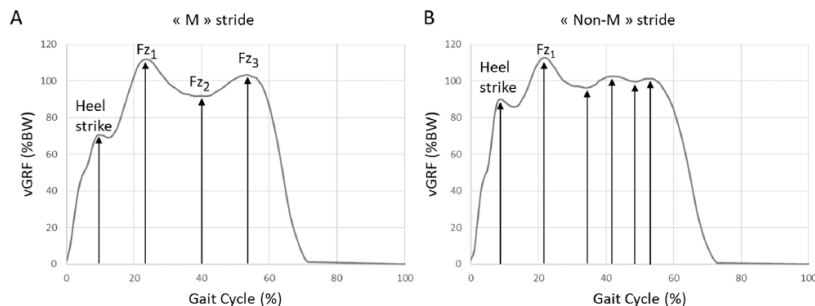 A
« M » stride
120
100
80
60
40
20
0
vGRF (%BW)
Heel
strike
Fz1
Fz2
Fz3
0
20
40
60
80
100
Gait Cycle (%)
B
« Non-M » stride
120
100
80
60
40
20
0
vGRF (%BW)
Heel
strike
Fz1
0
20
40
60
80
100
Gait Cycle (%)